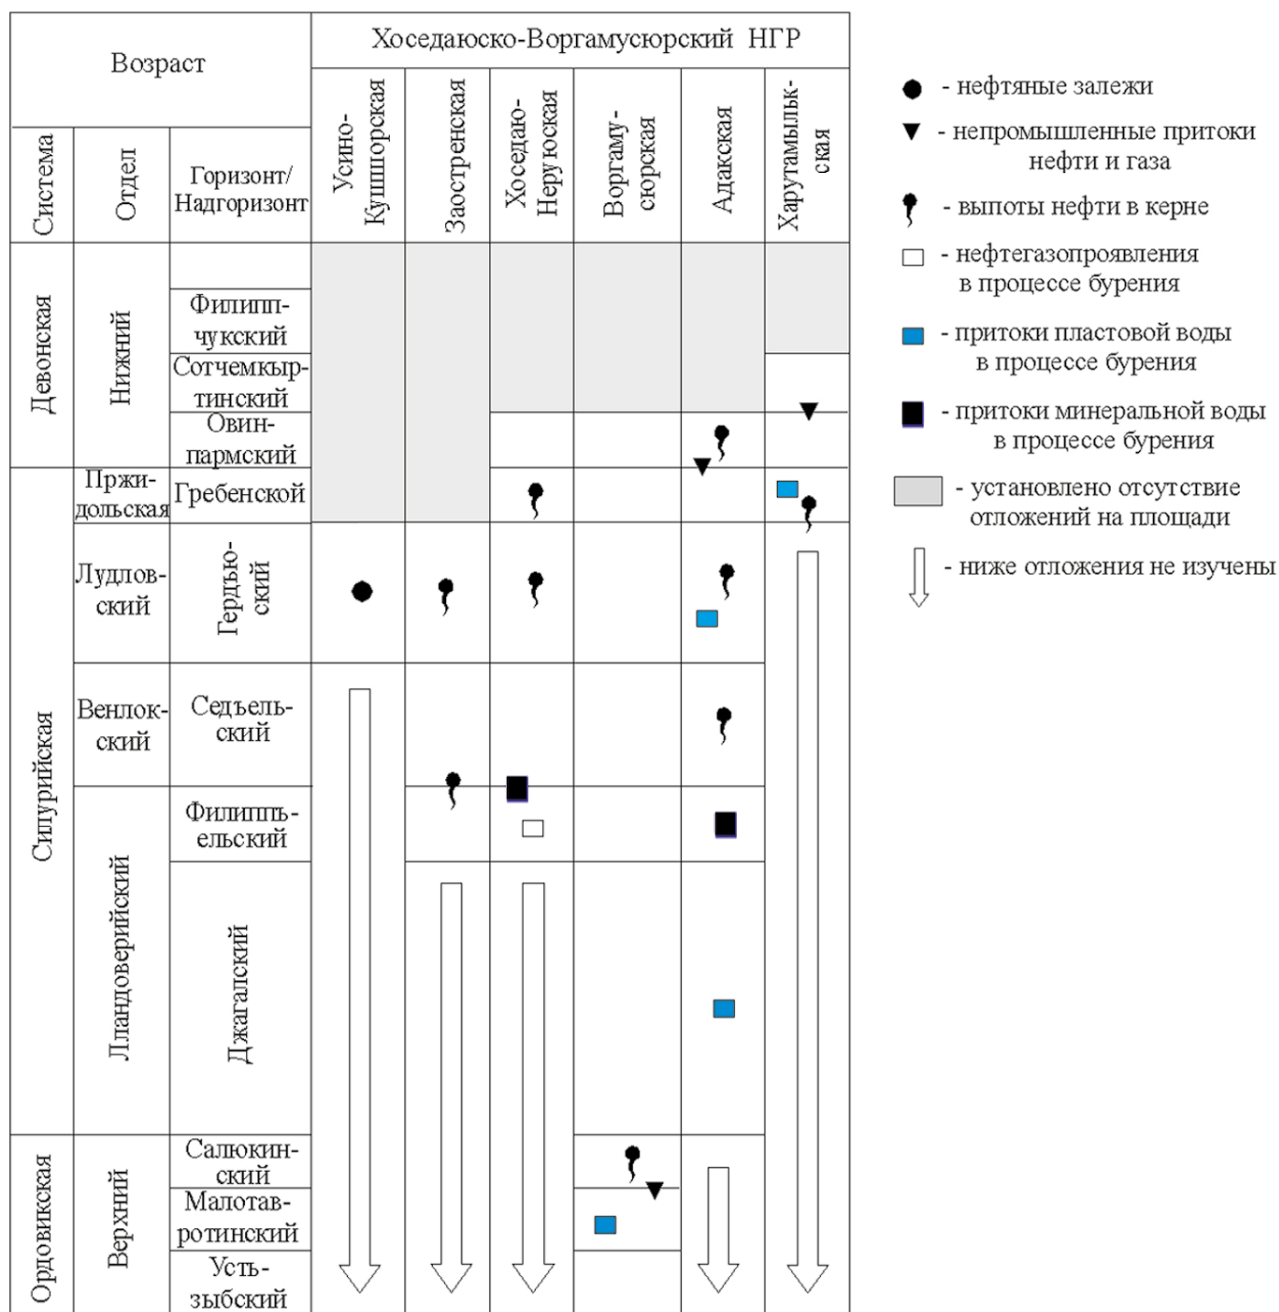 Хоседаюско-Воргамусюрский НГР
Возраст
Система
Отдел
Горизонт/
Надгоризонт
Усино-
Кушшорская
Заостренская
Хоседаю-
Неруюская
Воргаму-
сюрская
Адакская
Харутамыльк-
ская
Девонская
Нижний
Филипп-
чукский
Сотчемкыр-
тинский
Овин-
пармский
Силурийская
Пржи-
дольская
Гребенской
Лудлов-
ский
Гердъю-
ский
Венлок-
ский
Седъель-
ский
Лландоверийский
Филиппъ-
ельский
Джагалский
Ордовикская
Верхний
Салюкин-
ский
Малотав-
ротинский
Усть-
зыбский
- нефтяные залежи
- непромышленные притоки
нефти и газа
- выпоты нефти в керне
- нефтегазопроявления
в процессе бурения
- притоки пластовой воды
в процессе бурения
- притоки минеральной воды
в процессе бурения
- установлено отсутствие
отложений на площади
- ниже отложения не изучены